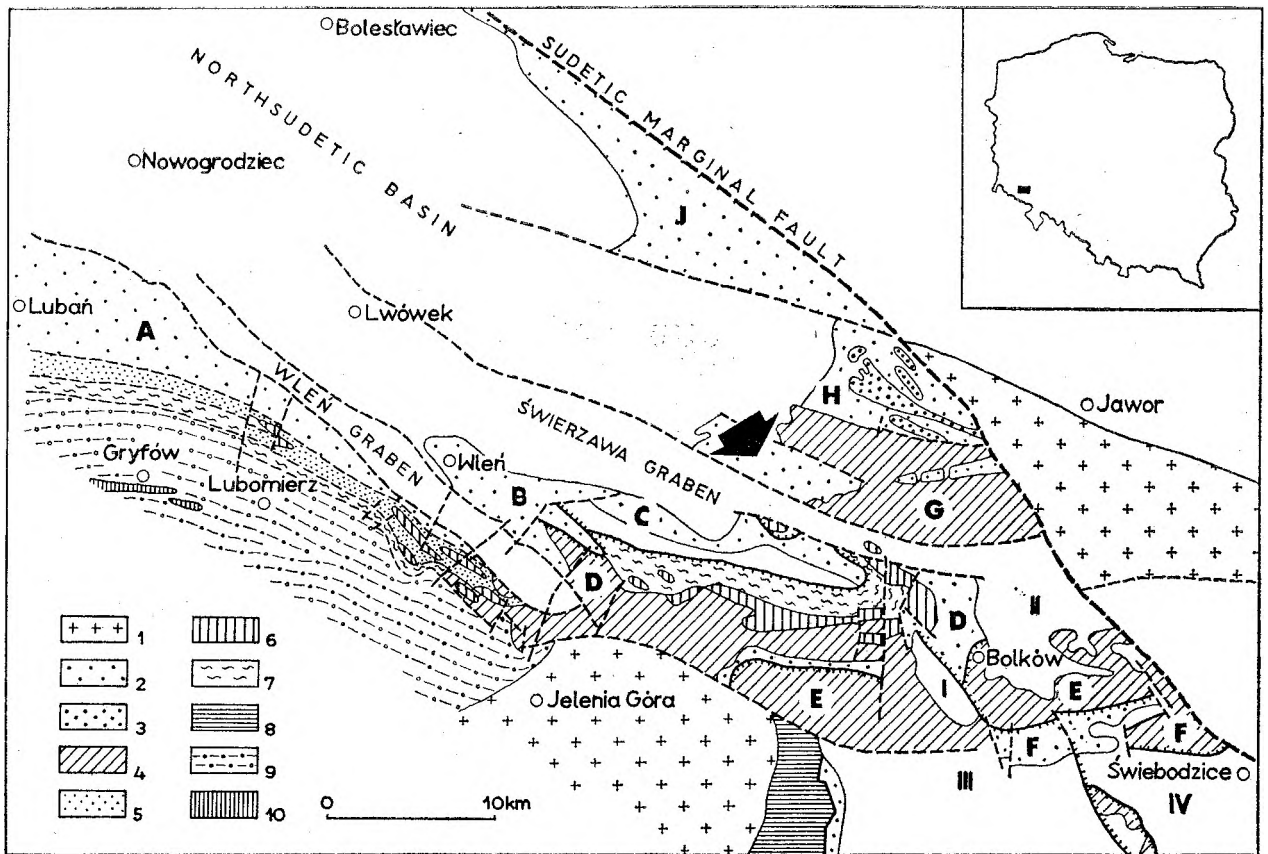 Bolesławiec
SUDETIC MARGINAL FAULT
NORTHSUDETIC BASIN
Nowogrodziec
J
Lubań
A
Lwówek
WLEŃ GRABEN
ŚWIERZAWA GRABEN
H
Jawor
Gryfów
Lubomierz
Wleń
B
C
G
D
D
II
Bolków
E
I
E
Jelenia Góra
F
F
Świebodzice
III
IV
1
2
3
4
5
6
7
8
9
10
0 10km